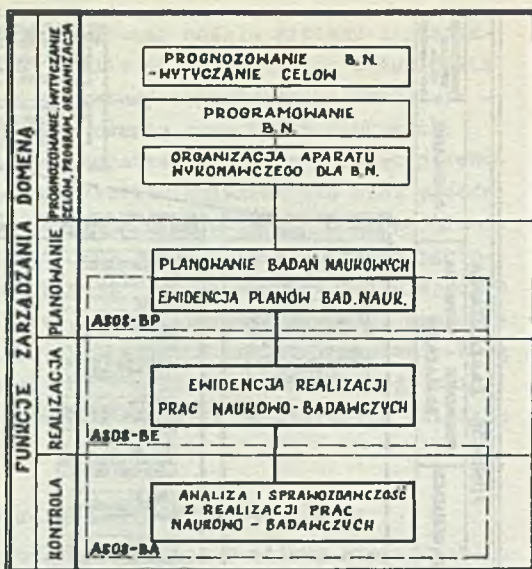 FUNKCJE ZARZĄDZANIA DOMENĄ
PROGNOZOWANIE, WYTYCZANIE
CELÓW, PROGRAM, ORGANIZACJA
PROGNOZOWANIE B.N.
-WYTYCZANIE CELOW
PROGRAMOWANIE
B.N.
ORGANIZACJA APARATU
WYKONAWCZEGO DLA B.N.
PLANOWANIE
PLANOWANIE BADAŃ NAUKOWYCH
EWIDENCJA PLANÓW BAD.NAUK.
ASOS-BP
REALIZACJA
EWIDENCJA REALIZACJI
PRAC NAUKOWO-BADAWCZYCH
ASOS-BE
KONTROLA
ANALIZA I SPRAWOZDAWCZOŚĆ
Z REALIZACJI PRAC
NAUKOWO - BADAWCZYCH
ASOS-BA